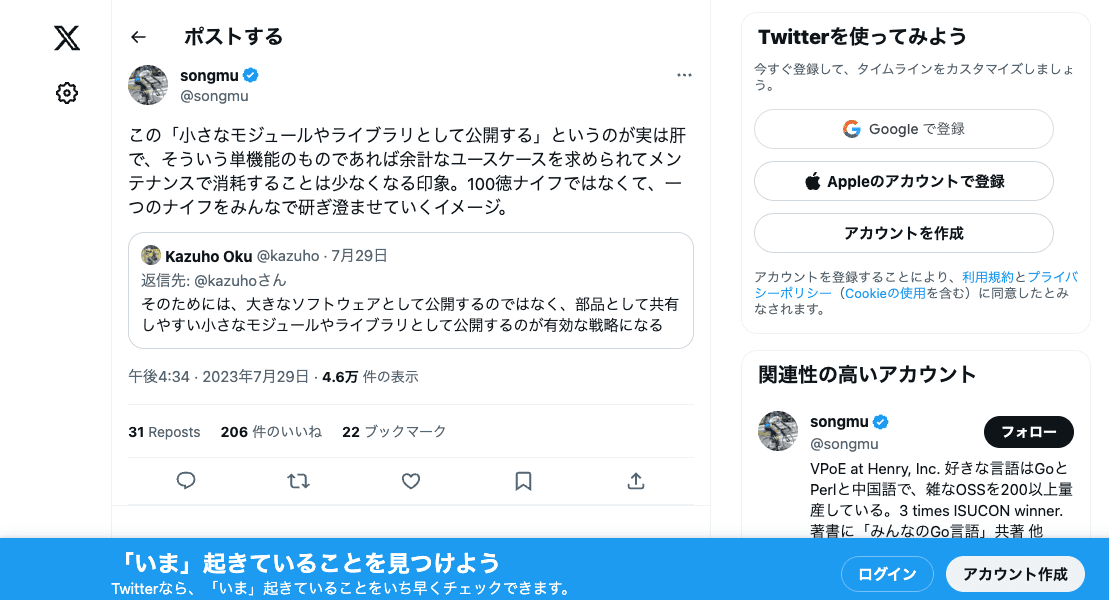 ポストする
songmu
@songmu
この「小さなモジュールやライブラリとして公開する」というのが実は肝
で、そういう単機能のものであれば余計なユースケースを求められてメン
テナンスで消耗することは少なくなる印象。100徳ナイフではなくて、一
つのナイフをみんなで研ぎ澄ませていくイメージ。
Kazuho Oku @kazuho · 7月29日
返信先: @kazuhoさん
そのためには、大きなソフトウェアとして公開するのではなく、部品として共有
しやすい小さなモジュールやライブラリとして公開するのが有効な戦略になる
午後4:34 · 2023年7月29日 · 4.6万 件の表示
31 Reposts 206 件のいいね 22 ブックマーク
Twitterを使ってみよう
今すぐ登録して、タイムラインをカスタマイズしましょ
う。
Google で登録
Appleのアカウントで登録
アカウントを作成
アカウントを登録することにより、利用規約とプライバ
シーポリシー（Cookieの使用を含む）に同意したとみ
なされます。
関連性の高いアカウント
songmu
@songmu
フォロー
VPoE at Henry, Inc. 好きな言語はGoと
Perlと中国語で、雑なOSSを200以上量
産している。3 times ISUCON winner.
著書に「みんなのGo言語」共著 他
「いま」起きていることを見つけよう
Twitterなら、「いま」起きていることをいち早くチェックできます。
ログイン
アカウント作成